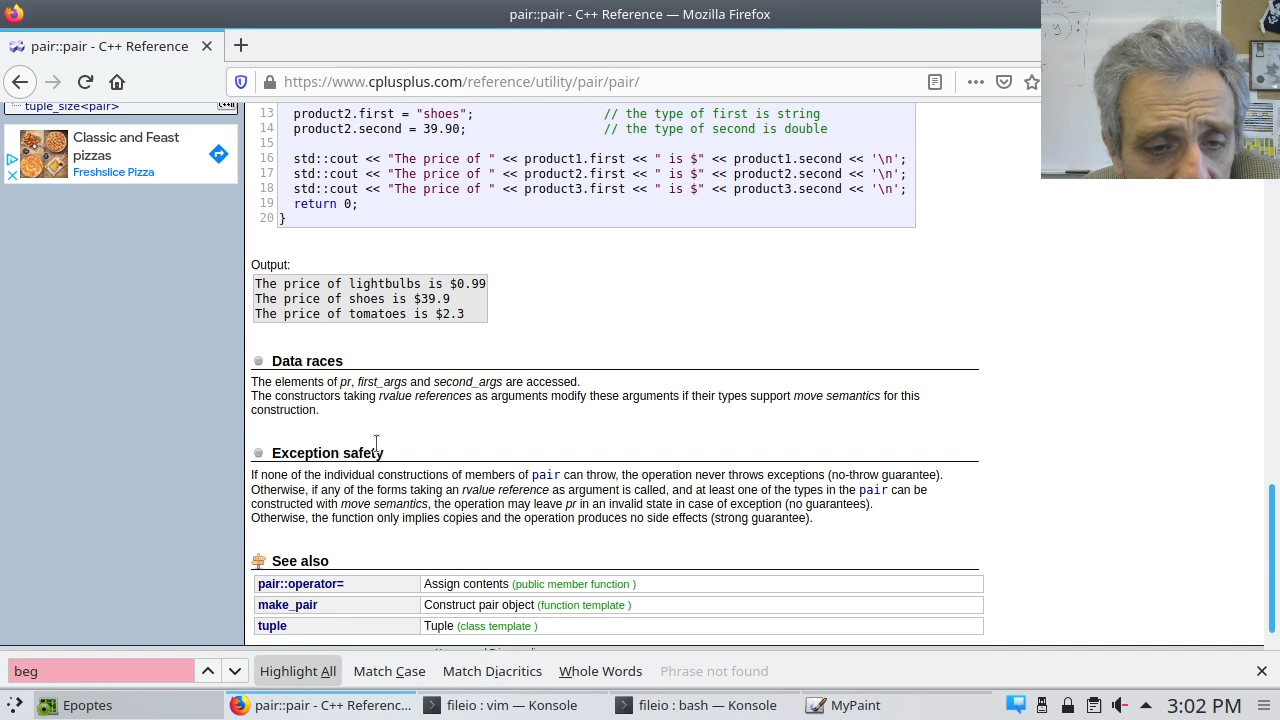 pair::pair - C++ Reference — Mozilla Firefox
pair::pair - C++ Reference
https://www.cplusplus.com/reference/utility/pair/pair/
tuple_size<pair>
Classic and Feast
pizzas
Freshslice Pizza
13 product2.first = "shoes"; // the type of first is string
14 product2.second = 39.90; // the type of second is double
15
16 std::cout << "The price of " << product1.first << " is $" << product1.second << '\n';
17 std::cout << "The price of " << product2.first << " is $" << product2.second << '\n';
18 std::cout << "The price of " << product3.first << " is $" << product3.second << '\n';
19 return 0;
20 }
Output:
The price of lightbulbs is $0.99
The price of shoes is $39.9
The price of tomatoes is $2.3
Data races
The elements of pr, first_args and second_args are accessed.
The constructors taking rvalue references as arguments modify these arguments if their types support move semantics for this
construction.
Exception safety
If none of the individual constructions of members of pair can throw, the operation never throws exceptions (no-throw guarantee).
Otherwise, if any of the forms taking an rvalue reference as argument is called, and at least one of the types in the pair can be
constructed with move semantics, the operation may leave pr in an invalid state in case of exception (no guarantees).
Otherwise, the function only implies copies and the operation produces no side effects (strong guarantee).
See also
pair::operator= Assign contents (public member function )
make_pair Construct pair object (function template )
tuple Tuple (class template )
beg Highlight All Match Case Match Diacritics Whole Words Phrase not found
Epoptes pair::pair - C++ Referenc... fileio : vim — Konsole fileio : bash — Konsole MyPaint 3:02 PM